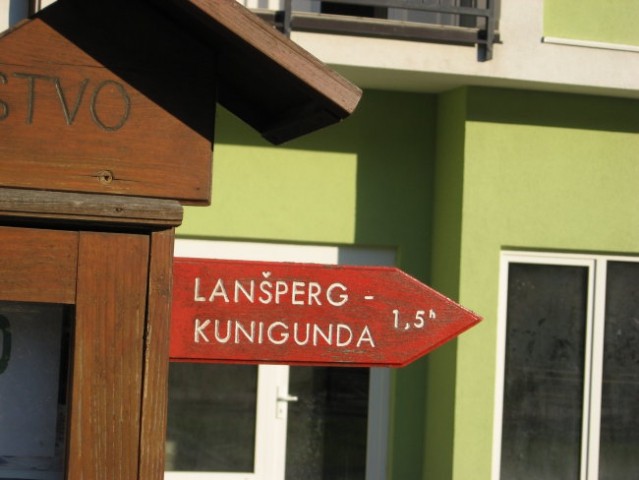 STVO
LANŠPERG -
KUNIGUNDA
1,5h